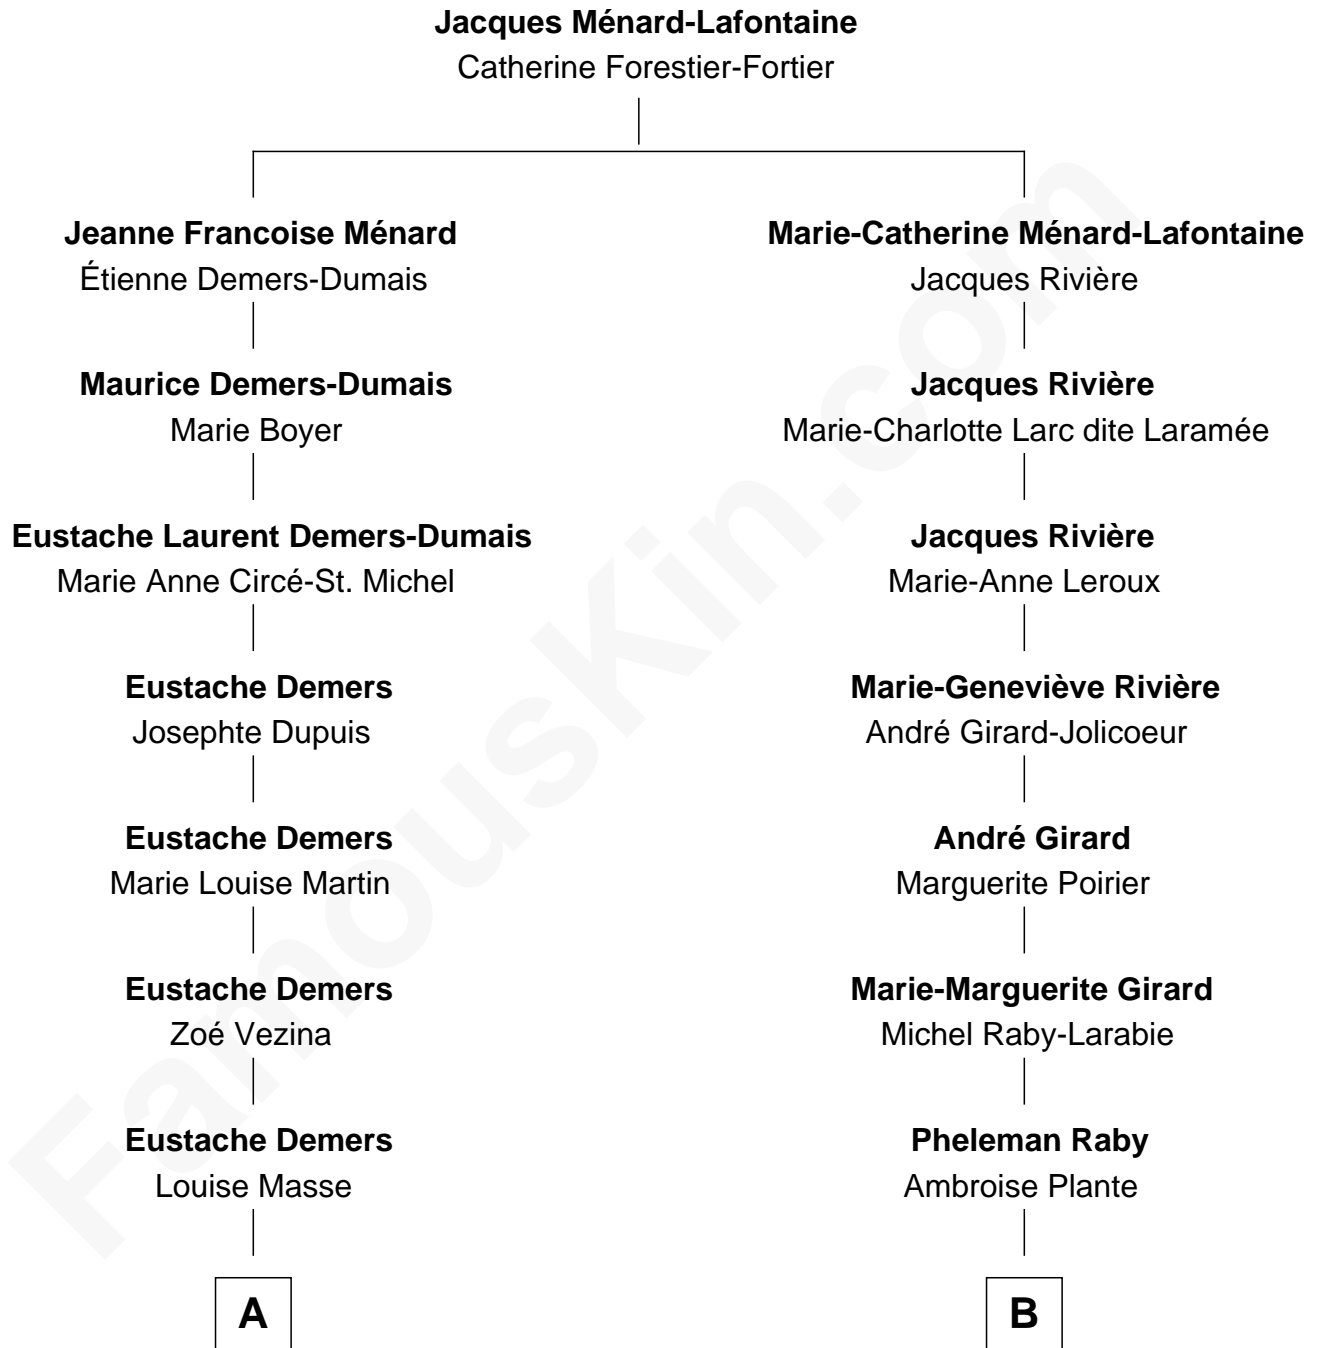 Jacques Ménard-Lafontaine
Catherine Forestier-Fortier
Jeanne Francoise Ménard
Étienne Demers-Dumais
Marie-Catherine Ménard-Lafontaine
Jacques Rivière
Maurice Demers-Dumais
Marie Boyer
Jacques Rivière
Marie-Charlotte Larc dite Laramée
Eustache Laurent Demers-Dumais
Marie Anne Circé-St. Michel
Jacques Rivière
Marie-Anne Leroux
Eustache Demers
Josephte Dupuis
Marie-Geneviève Rivière
André Girard-Jolicoeur
Eustache Demers
Marie Louise Martin
André Girard
Marguerite Poirier
Eustache Demers
Zoé Vezina
Marie-Marguerite Girard
Michel Raby-Larabie
Eustache Demers
Louise Masse
Pheleman Raby
Ambroise Plante
A
B
FamousKin.com